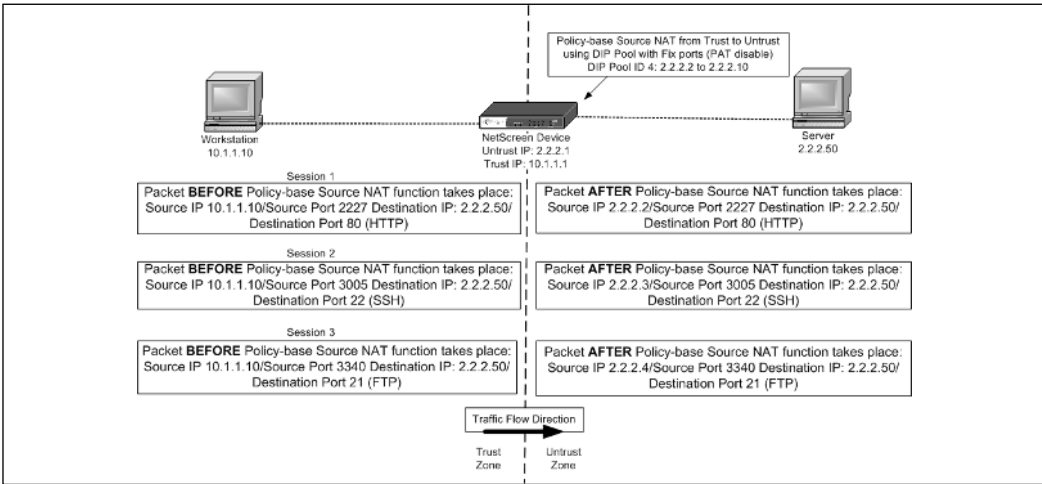 Policy-base Source NAT from Trust to Untrust
using DIP Pool with Fix ports (PAT disable)
DIP Pool ID 4: 2.2.2.2 to 2.2.2.10
Workstation
10.1.1.10
NetScreen Device
Untrust IP: 2.2.2.1
Trust IP: 10.1.1.1
Server
2.2.2.50
Session 1
Packet BEFORE Policy-base Source NAT function takes place:
Source IP 10.1.1.10/Source Port 2227 Destination IP: 2.2.2.50/
Destination Port 80 (HTTP)
Packet AFTER Policy-base Source NAT function takes place:
Source IP 2.2.2.2/Source Port 2227 Destination IP: 2.2.2.50/
Destination Port 80 (HTTP)
Session 2
Packet BEFORE Policy-base Source NAT function takes place:
Source IP 10.1.1.10/Source Port 3005 Destination IP: 2.2.2.50/
Destination Port 22 (SSH)
Packet AFTER Policy-base Source NAT function takes place:
Source IP 2.2.2.3/Source Port 3005 Destination IP: 2.2.2.50/
Destination Port 22 (SSH)
Session 3
Packet BEFORE Policy-base Source NAT function takes place:
Source IP 10.1.1.10/Source Port 3340 Destination IP: 2.2.2.50/
Destination Port 21 (FTP)
Packet AFTER Policy-base Source NAT function takes place:
Source IP 2.2.2.4/Source Port 3340 Destination IP: 2.2.2.50/
Destination Port 21 (FTP)
Traffic Flow Direction
Trust
Zone
Untrust
Zone